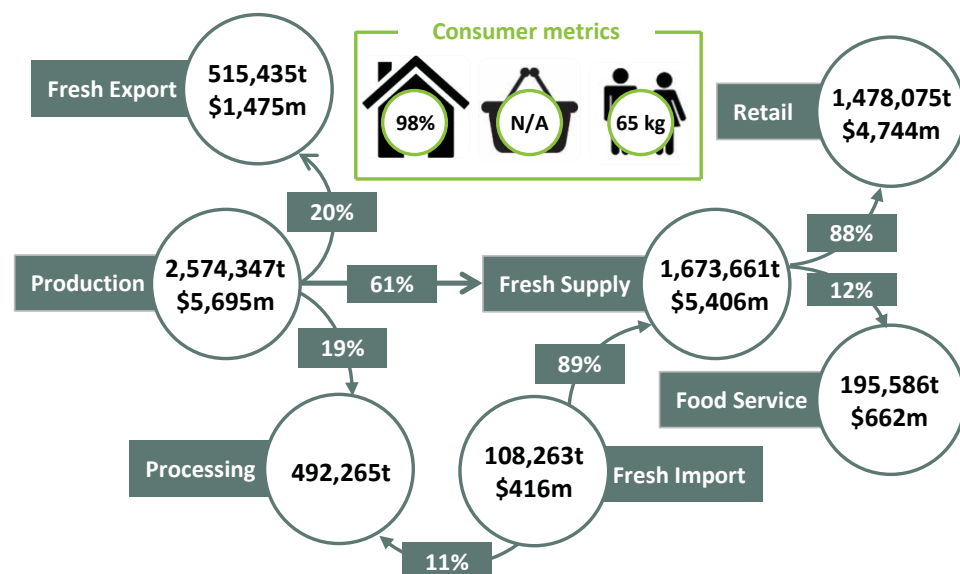 Consumer metrics
98%
N/A
65 kg
Fresh Export
515,435t
$1,475m
Retail
1,478,075t
$4,744m
20%
88%
Production
2,574,347t
$5,695m
61%
Fresh Supply
1,673,661t
$5,406m
12%
19%
89%
Food Service
195,586t
$662m
Processing
492,265t
108,263t
$416m
Fresh Import
11%